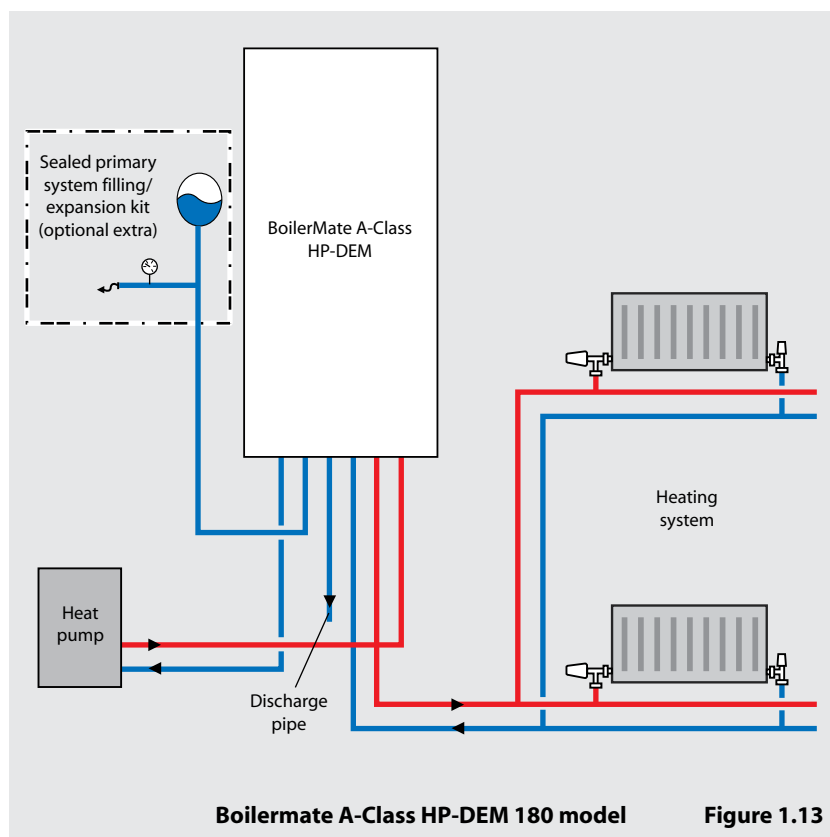 Sealed primary
system filling/
expansion kit
(optional extra)
BoilerMate A-Class
HP-DEM
Heating
system
Heat
pump
Discharge
pipe
Boilermate A-Class HP-DEM 180 model
Figure 1.13